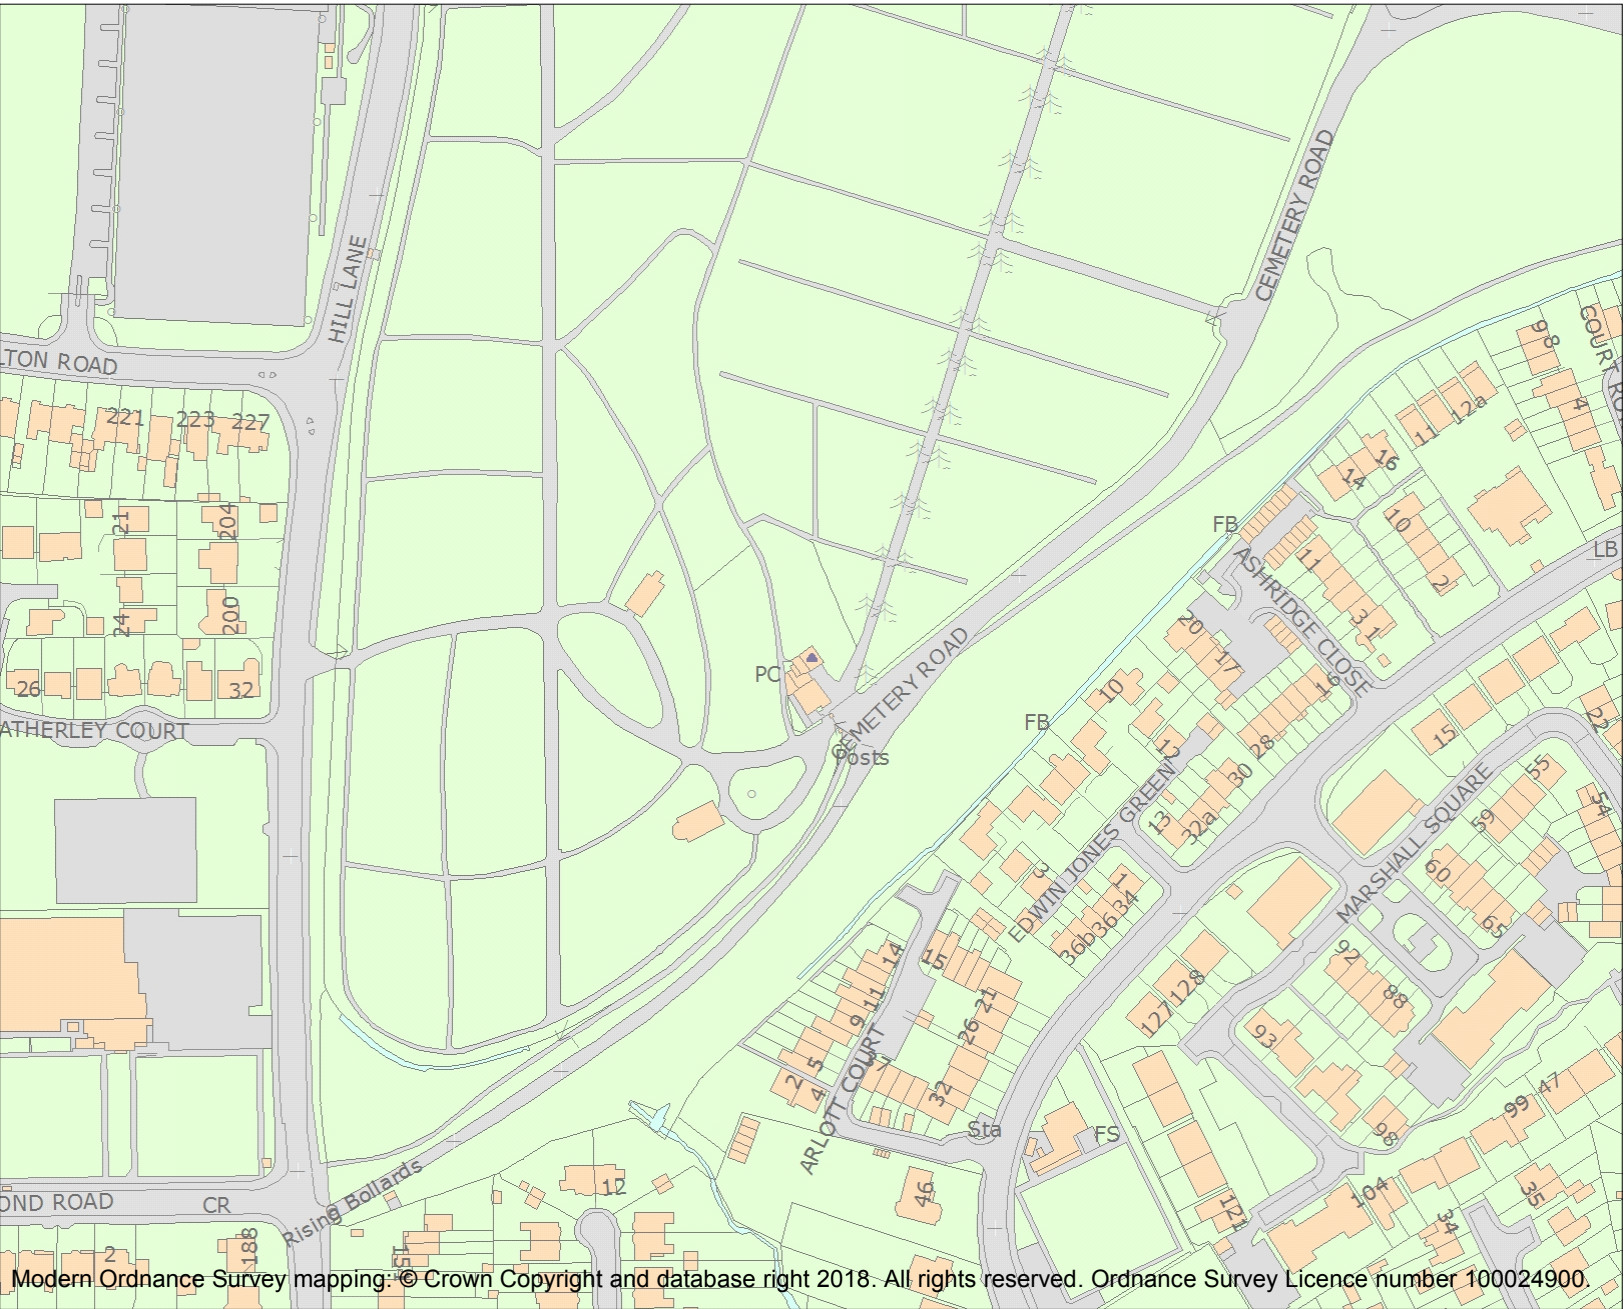 HILL LANE
CEMETERY ROAD
LTON ROAD
221
223
227
98
COURT RO
4
12a
11
16
14
21
204
10
FB
ASHRIDGE CLOSE
11
2
LB
24
200
3
1
20
17
26
32
PC
CEMETERY ROAD
10
16
ATHERLEY COURT
FB
Posts
12
28
15
22
EDWIN JONES GREEN
30
MARSHALL SQUARE
55
13
32a
59
54
3
1
34
36
36b
60
65
14
15
92
88
11
9
21
26
127
128
93
ARLOTT COURT
5
2
4
37
32
Sta
FS
99
47
98
OND ROAD
CR
Rising Bollards
12
46
121
104
35
34
188
2
Modern Ordnance Survey mapping: © Crown Copyright and database right 2018. All rights reserved. Ordnance Survey Licence number 100024900.